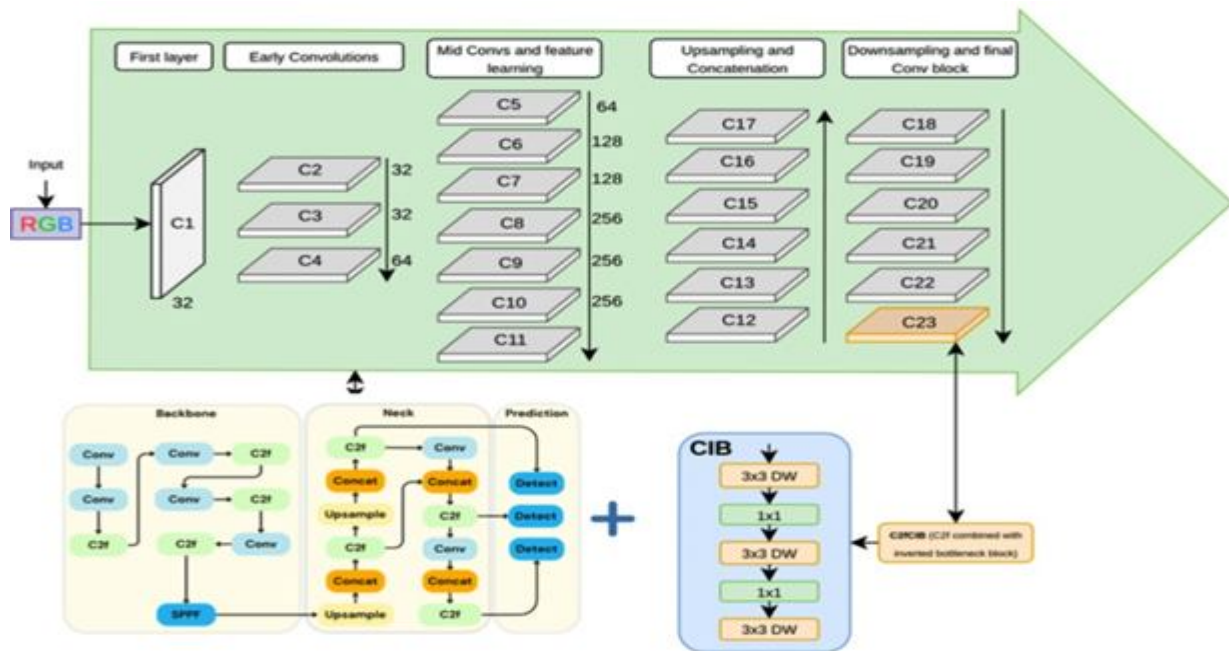 First layer
Early Convolutions
Mid Convs and feature
learning
Upsampling and
Concatenation
Downsampling and final
Conv block
Input
RGB
C1
32
C2
32
C3
32
C4
64
C5
64
C6
128
C7
128
C8
256
C9
256
C10
256
C11
C17
C16
C15
C14
C13
C12
C18
C19
C20
C21
C22
C23
Backbone
Conv
Conv
C2f
Conv
C2f
Conv
C2f
C2f
Conv
SPPF
Neck
C2f
Conv
Concat
Concat
Upsample
C2f
C2f
Conv
Concat
Concat
Upsample
C2f
Prediction
Detect
Detect
Detect
CIB
3x3 DW
1x1
3x3 DW
1x1
3x3 DW
C2fCIB (C2f combined with
inverted bottleneck block)